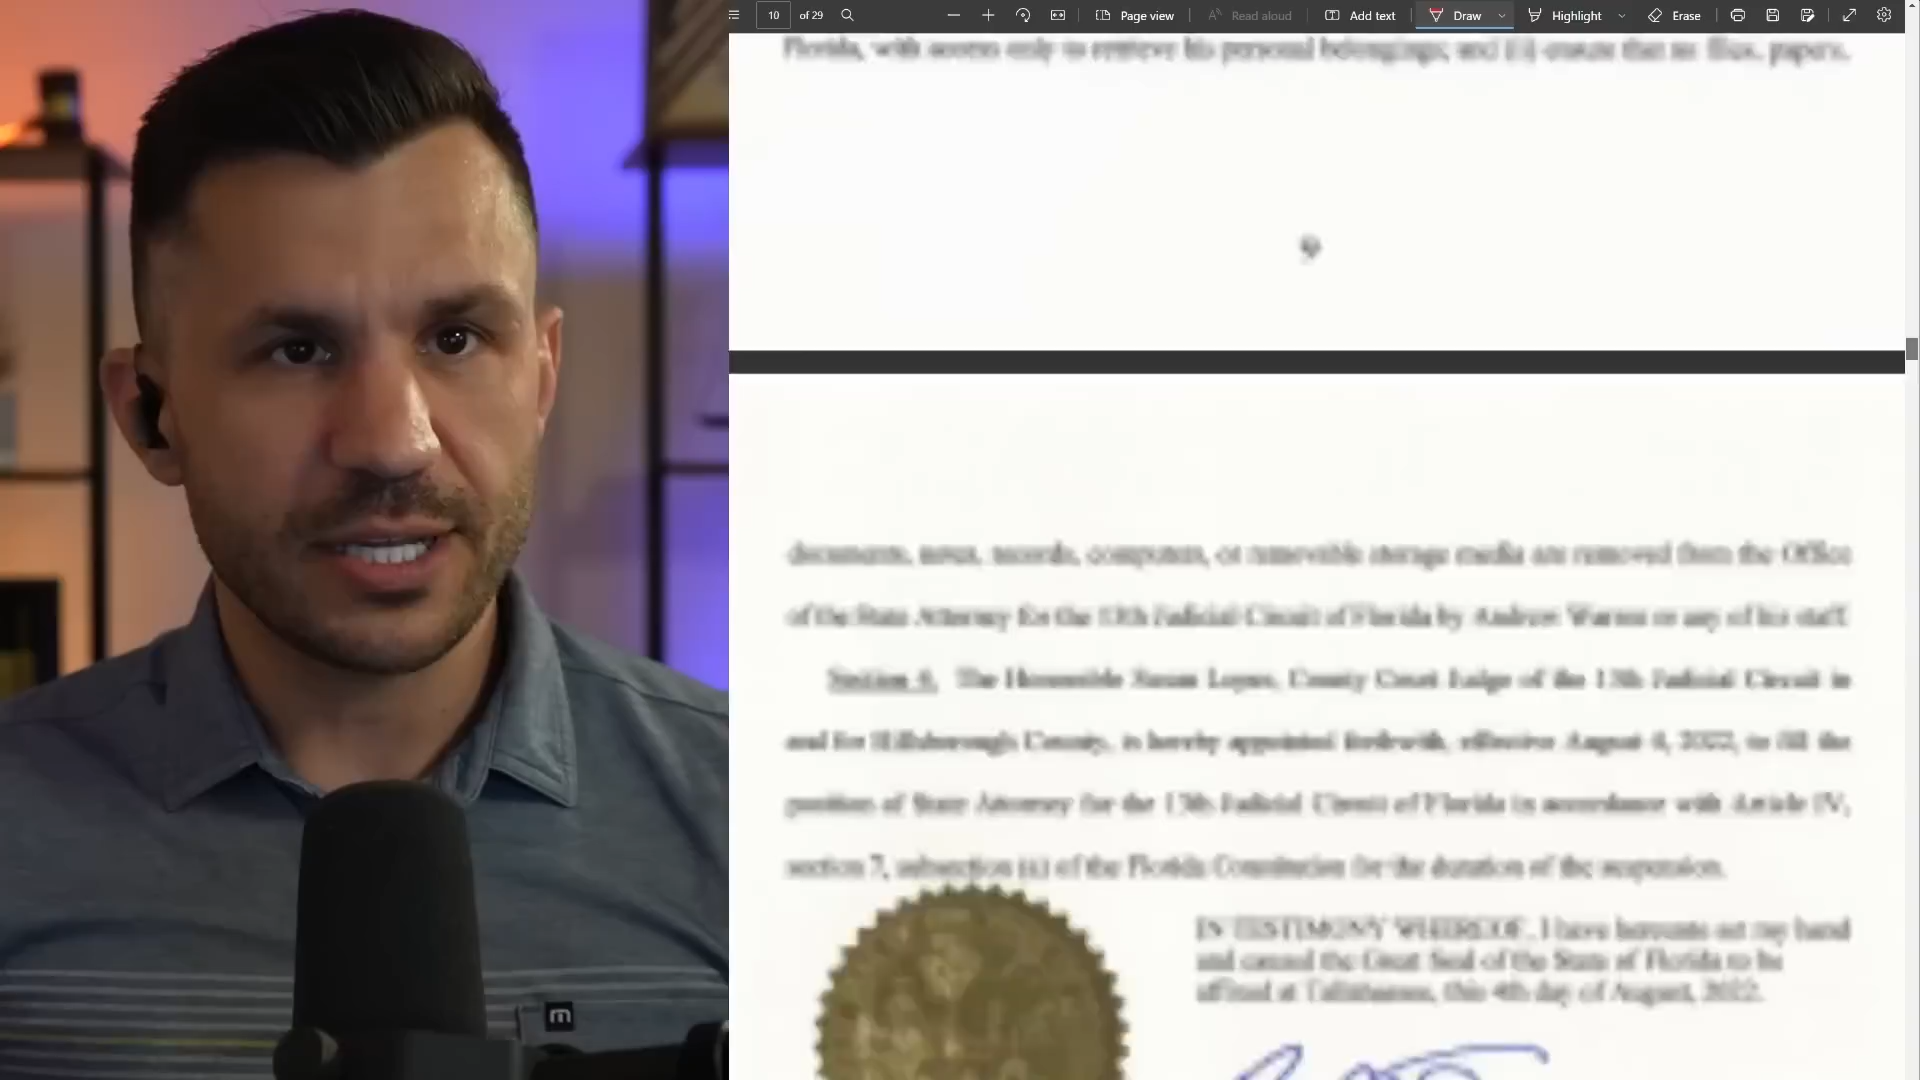 10 of 29 Page view Read aloud Add text Draw Highlight Erase
Florida, with access only to retrieve his personal belongings; and (ii) ensure that no files, papers,
9
documents, notes, records, computers, or removable storage media are removed from the Office
of the State Attorney for the 13th Judicial Circuit of Florida by Andrew Warren or any of his staff.
Section 6. The Honorable Susan Lopez, County Court Judge of the 13th Judicial Circuit in
and for Hillsborough County, is hereby appointed forthwith, effective August 4, 2022, to fill the
position of State Attorney for the 13th Judicial Circuit of Florida in accordance with Article IV,
section 7, subsection (a) of the Florida Constitution for the duration of the suspension.
IN TESTIMONY WHEREOF, I have hereunto set my hand
and caused the Great Seal of the State of Florida to be
affixed at Tallahassee, this 4th day of August, 2022.
m